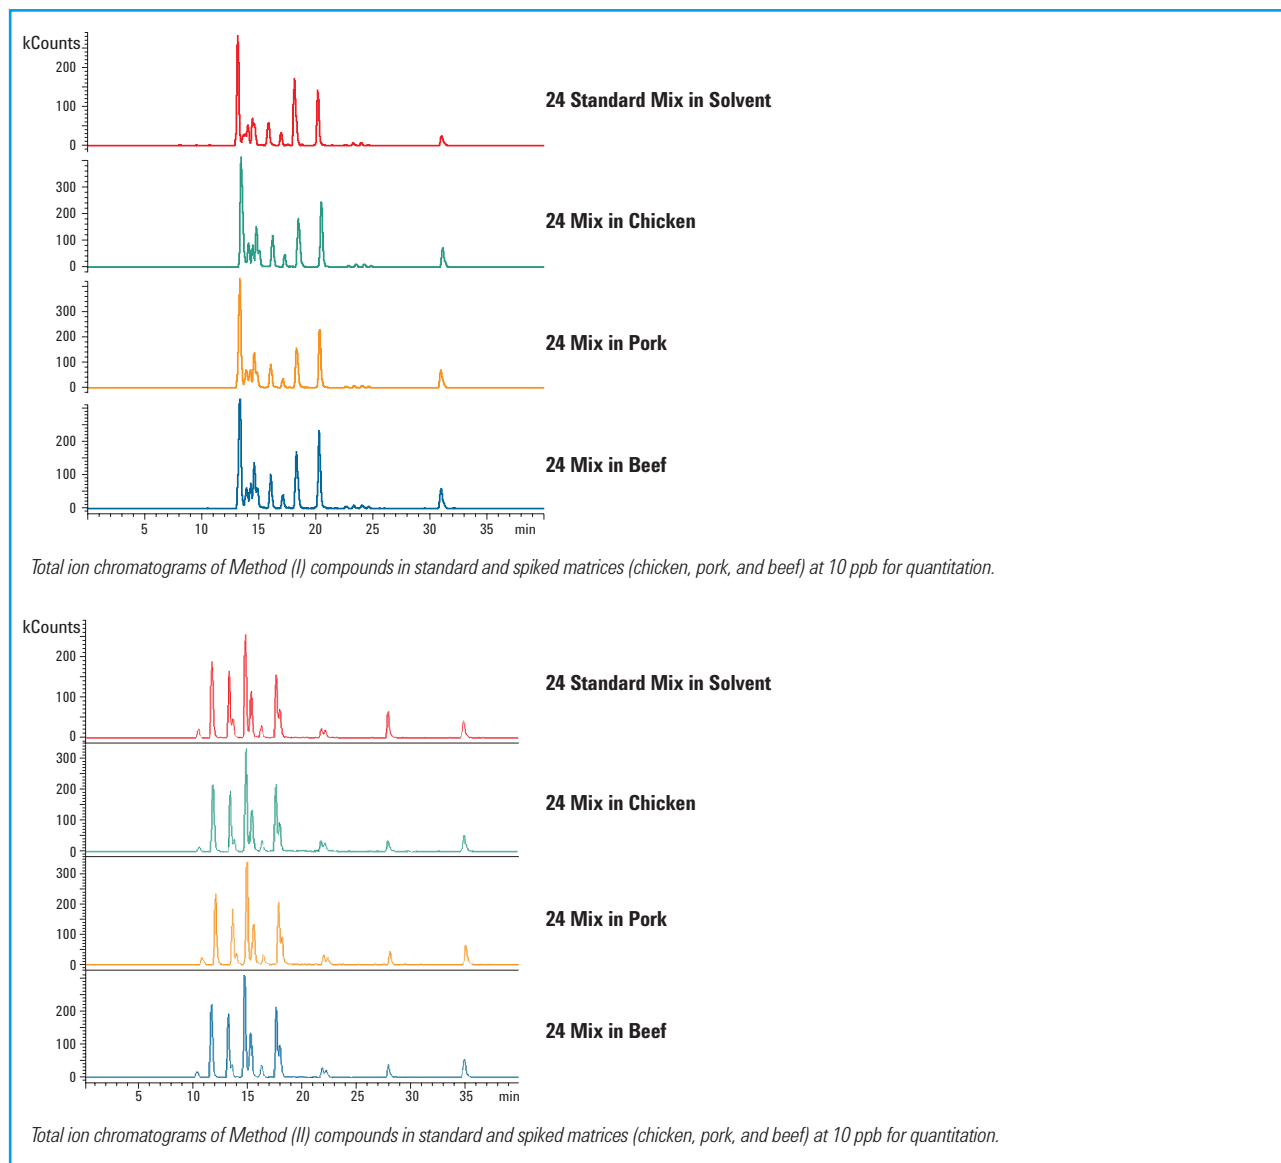 kCounts
200
100
0
24 Standard Mix in Solvent
300
200
100
0
24 Mix in Chicken
300
200
100
0
24 Mix in Pork
200
100
0
24 Mix in Beef
5 10 15 20 25 30 35 min
Total ion chromatograms of Method (I) compounds in standard and spiked matrices (chicken, pork, and beef) at 10 ppb for quantitation.
kCounts
200
100
0
24 Standard Mix in Solvent
300
200
100
0
24 Mix in Chicken
300
200
100
0
24 Mix in Pork
200
100
0
24 Mix in Beef
5 10 15 20 25 30 35 min
Total ion chromatograms of Method (II) compounds in standard and spiked matrices (chicken, pork, and beef) at 10 ppb for quantitation.